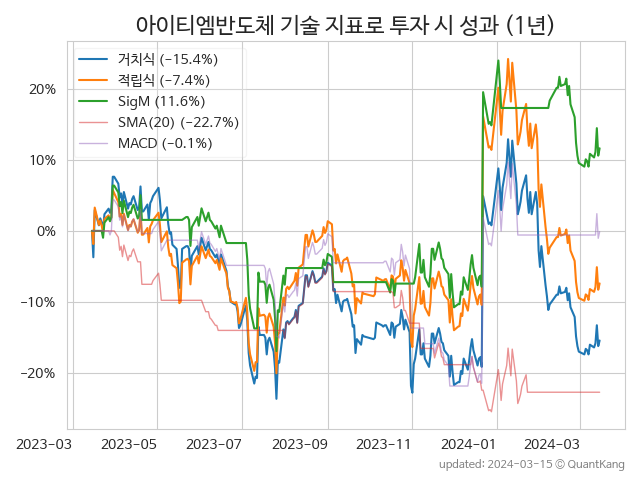 아이티엠반도체 기술 지표로 투자 시 성과 (1년)
거치식 (−15.4%)
적립식 (−7.4%)
SigM (11.6%)
SMA(20) (−22.7%)
MACD (−0.1%)
20%
10%
0%
−10%
−20%
2023−03 2023−05 2023−07 2023−09 2023−11 2024−01 2024−03
updated: 2024−03−15 ⓒ QuantKang